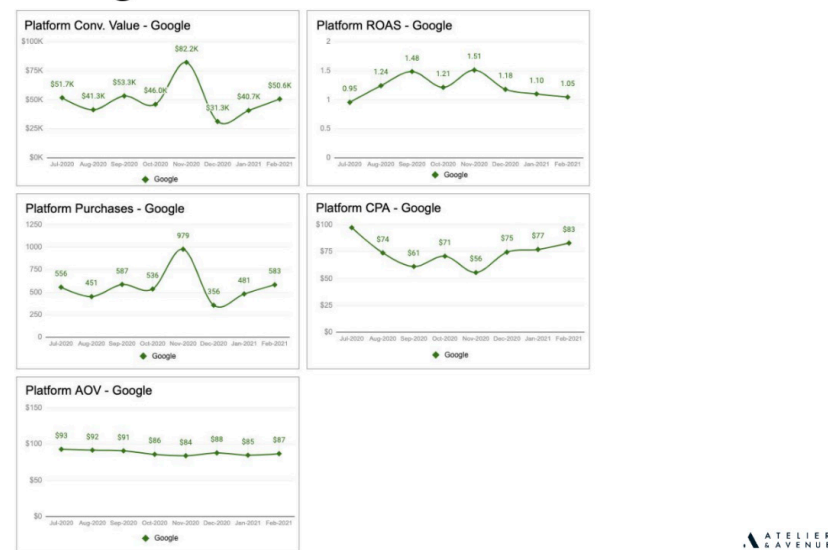 Platform Conv. Value - Google
$100K
$75K
$50K
$25K
$0K
$51.7K
$41.3K
$53.3K
$46.0K
$82.2K
$31.3K
$40.7K
$50.6K
Jul-2020 Aug-2020 Sep-2020 Oct-2020 Nov-2020 Dec-2020 Jan-2021 Feb-2021
Google
Platform ROAS - Google
2
1.5
1
0.5
0
0.95
1.24
1.48
1.21
1.51
1.18
1.10
1.05
Jul-2020 Aug-2020 Sep-2020 Oct-2020 Nov-2020 Dec-2020 Jan-2021 Feb-2021
Google
Platform Purchases - Google
1250
1000
750
500
250
0
556
451
587
536
979
356
481
583
Jul-2020 Aug-2020 Sep-2020 Oct-2020 Nov-2020 Dec-2020 Jan-2021 Feb-2021
Google
Platform CPA - Google
$100
$75
$50
$25
$0
$74
$61
$71
$56
$75
$77
$83
Jul-2020 Aug-2020 Sep-2020 Oct-2020 Nov-2020 Dec-2020 Jan-2021 Feb-2021
Google
Platform AOV - Google
$150
$100
$50
$0
$93
$92
$91
$86
$84
$88
$85
$87
Jul-2020 Aug-2020 Sep-2020 Oct-2020 Nov-2020 Dec-2020 Jan-2021 Feb-2021
Google
ATELIER
& AVENUE